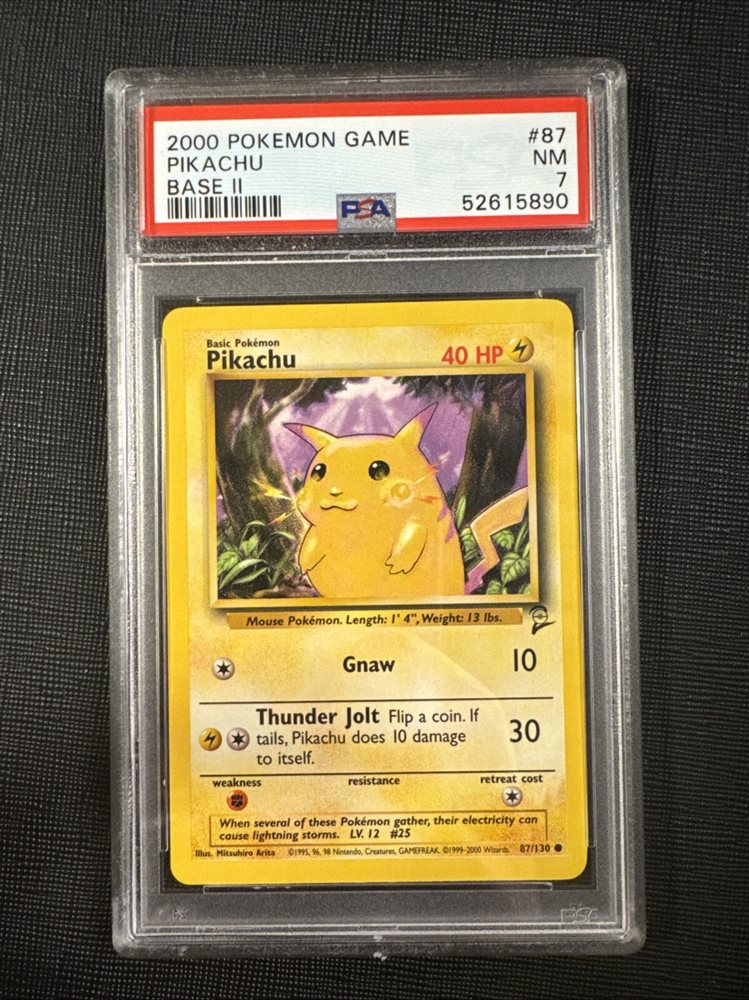 2000 POKEMON GAME #87
PIKACHU NM
BASE II 7
PSA 52615890
Basic Pokémon
Pikachu 40 HP
Mouse Pokémon. Length: 1' 4", Weight: 13 lbs.
Gnaw 10
Thunder Jolt Flip a coin. If
tails, Pikachu does 10 damage 30
to itself.
weakness resistance retreat cost
When several of these Pokémon gather, their electricity can
cause lightning storms. LV. 12 #25
Illus. Mitsuhiro Arita ©1995, 96, 98 Nintendo, Creatures, GAMEFREAK. ©1999-2000 Wizards. 87/130
PSA